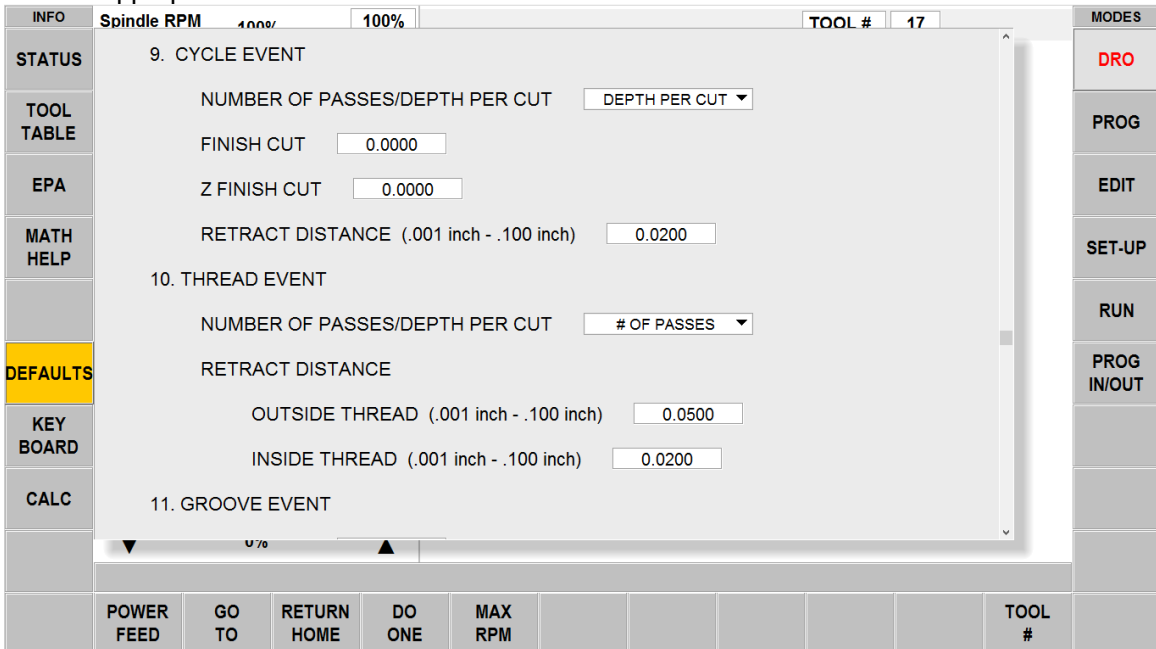 INFO
Spindle RPM 100% 100% TOOL # 17
MODES
STATUS
TOOL
TABLE
EPA
MATH
HELP
DEFAULTS
KEY
BOARD
CALC
9. CYCLE EVENT
NUMBER OF PASSES/DEPTH PER CUT DEPTH PER CUT
FINISH CUT 0.0000
Z FINISH CUT 0.0000
RETRACT DISTANCE (.001 inch - .100 inch) 0.0200
10. THREAD EVENT
NUMBER OF PASSES/DEPTH PER CUT # OF PASSES
RETRACT DISTANCE
OUTSIDE THREAD (.001 inch - .100 inch) 0.0500
INSIDE THREAD (.001 inch - .100 inch) 0.0200
11. GROOVE EVENT
0%
DRO
PROG
EDIT
SET-UP
RUN
PROG
IN/OUT
POWER
FEED
GO
TO
RETURN
HOME
DO
ONE
MAX
RPM
TOOL
#